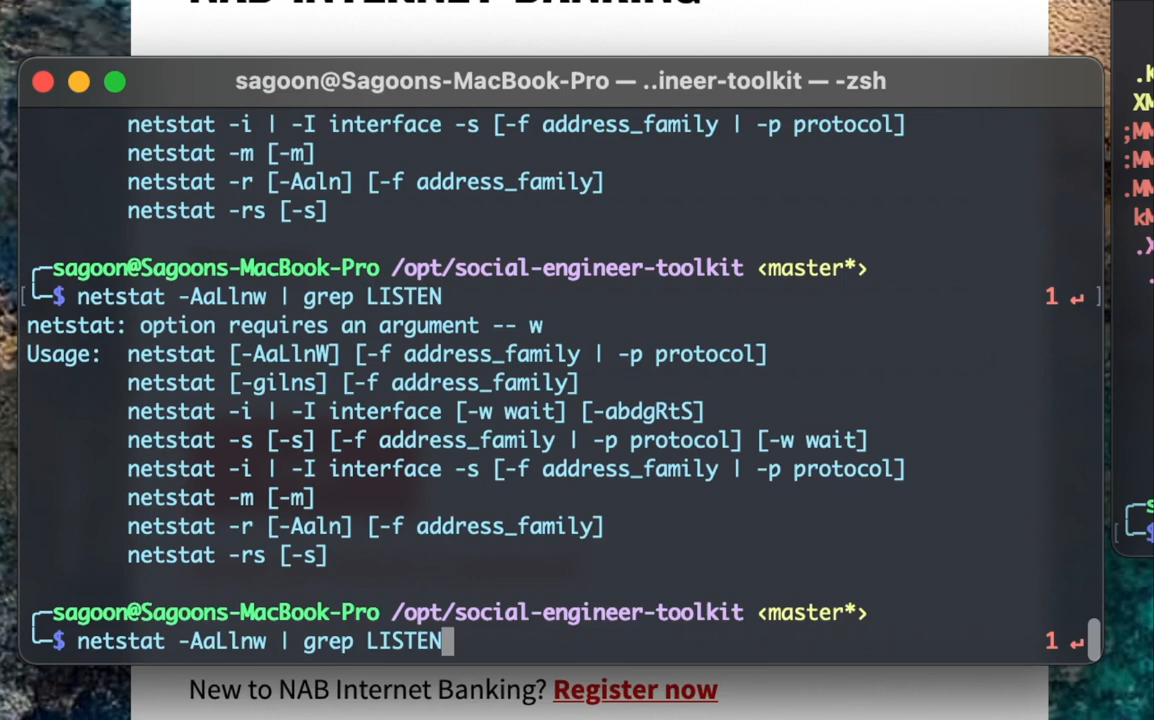 NAB INTERNET BANKING
sagoon@Sagoons-MacBook-Pro — ..ineer-toolkit — -zsh
netstat -i | -I interface -s [-f address_family | -p protocol]
netstat -m [-m]
netstat -r [-Aaln] [-f address_family]
netstat -rs [-s]
sagoon@Sagoons-MacBook-Pro /opt/social-engineer-toolkit ‹master*›
$ netstat -AaLlnw | grep LISTEN 1 ↵
netstat: option requires an argument -- w
Usage: netstat [-AaLlnW] [-f address_family | -p protocol]
netstat [-gilns] [-f address_family]
netstat -i | -I interface [-w wait] [-abdgRtS]
netstat -s [-s] [-f address_family | -p protocol] [-w wait]
netstat -i | -I interface -s [-f address_family | -p protocol]
netstat -m [-m]
netstat -r [-Aaln] [-f address_family]
netstat -rs [-s]
sagoon@Sagoons-MacBook-Pro /opt/social-engineer-toolkit ‹master*›
$ netstat -AaLlnw | grep LISTEN 1 ↵
New to NAB Internet Banking? Register now